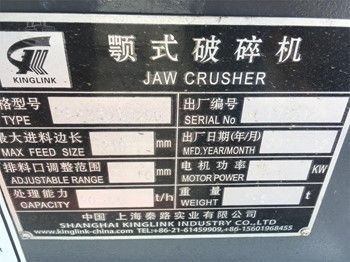 KINGLINK
颚式破碎机
JAW CRUSHER
格型号
TYPE
出厂编号
SERIAL No
最大进料边长
MAX FEED SIZE
mm
出厂日期(年/月)
MFD.YEAR/MONTH
排料口调整范围
ADJUSTABLE RANGE
mm
电机功率
MOTOR POWER
KW
处理能力
CAPACITY
t/h
重量
WEIGHT
t
中国 上海秦路实业有限公司
SHANGHAI KINGLINK INDUSTRY CO.,LTD
www.kinglink-china.com TEL:+86-21-61459909,+86-15601968455